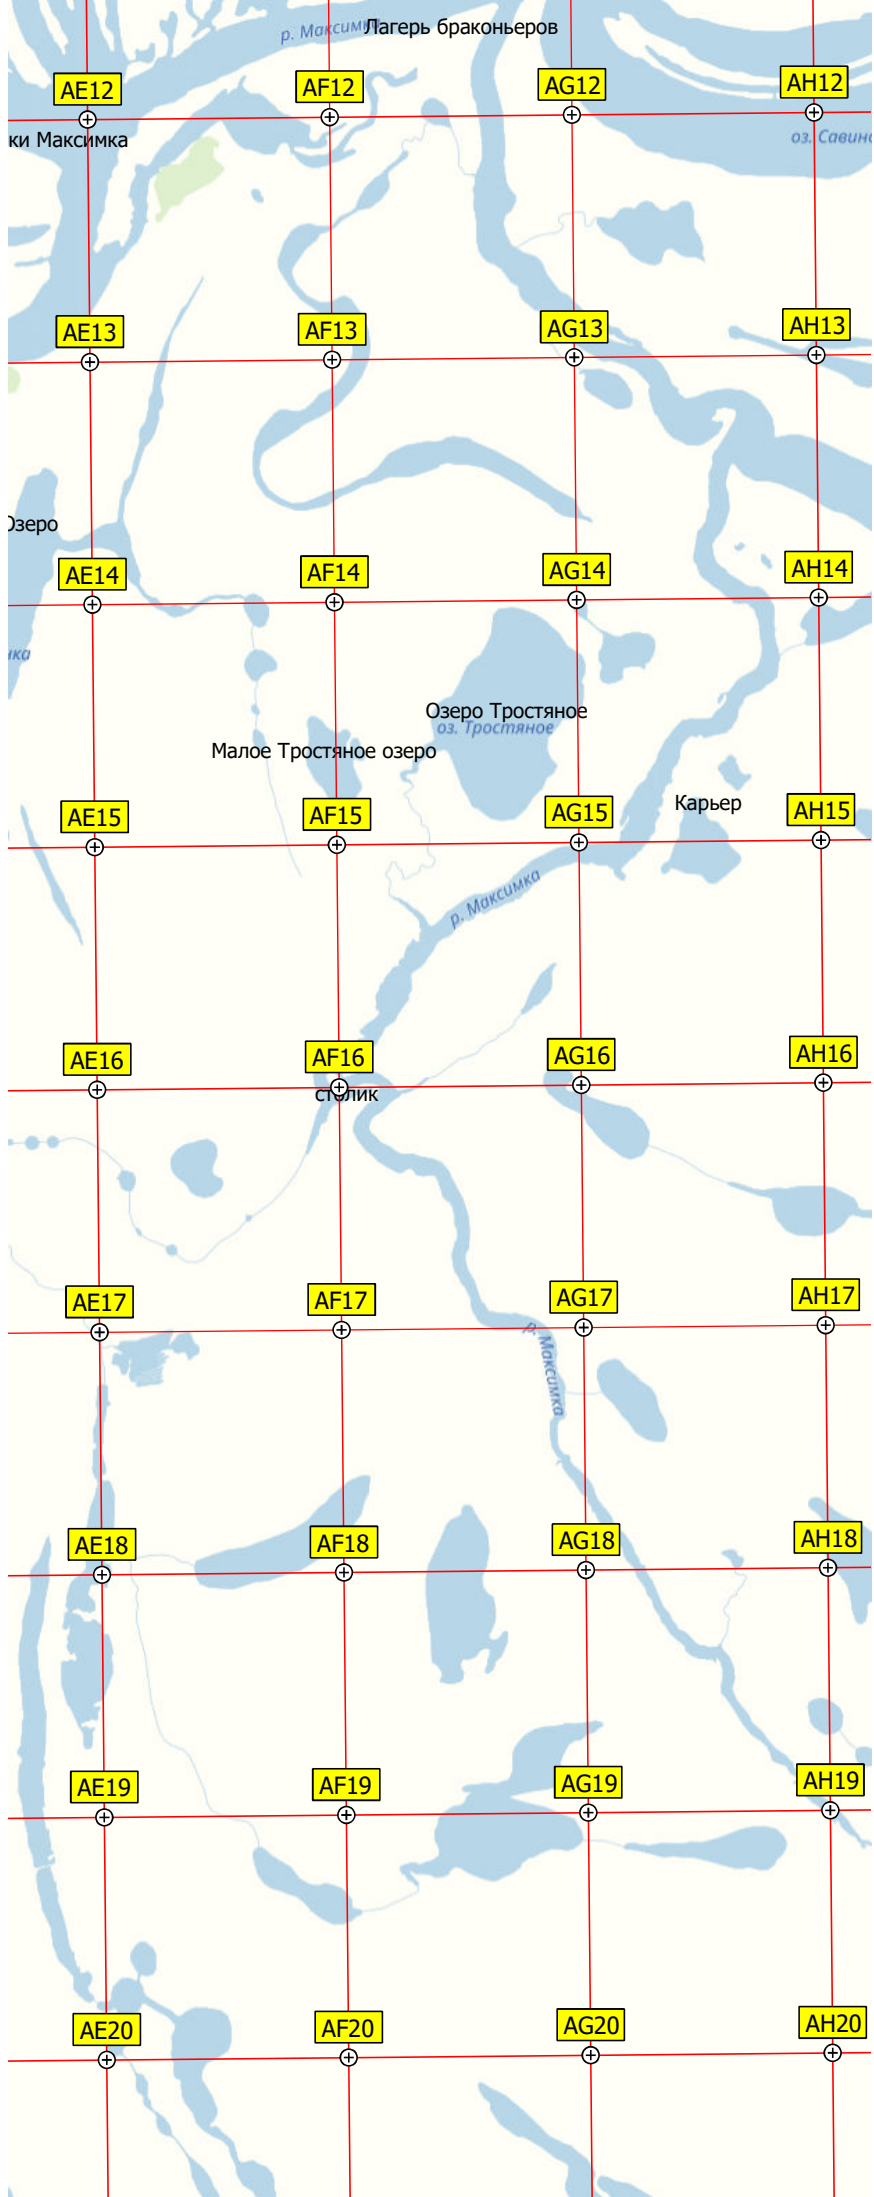 р. Максимка
Лагерь браконьеров
AE12
AF12
AG12
AH12
ки Максимка
оз. Савино
AE13
AF13
AG13
AH13
Озеро
AE14
AF14
AG14
AH14
нка
Озеро Тростяное
оз. Тростяное
Малое Тростяное озеро
Карьер
AE15
AF15
AG15
AH15
р. Максимка
AE16
AF16
AG16
AH16
столик
AE17
AF17
AG17
AH17
р. Максимка
AE18
AF18
AG18
AH18
AE19
AF19
AG19
AH19
AE20
AF20
AG20
AH20